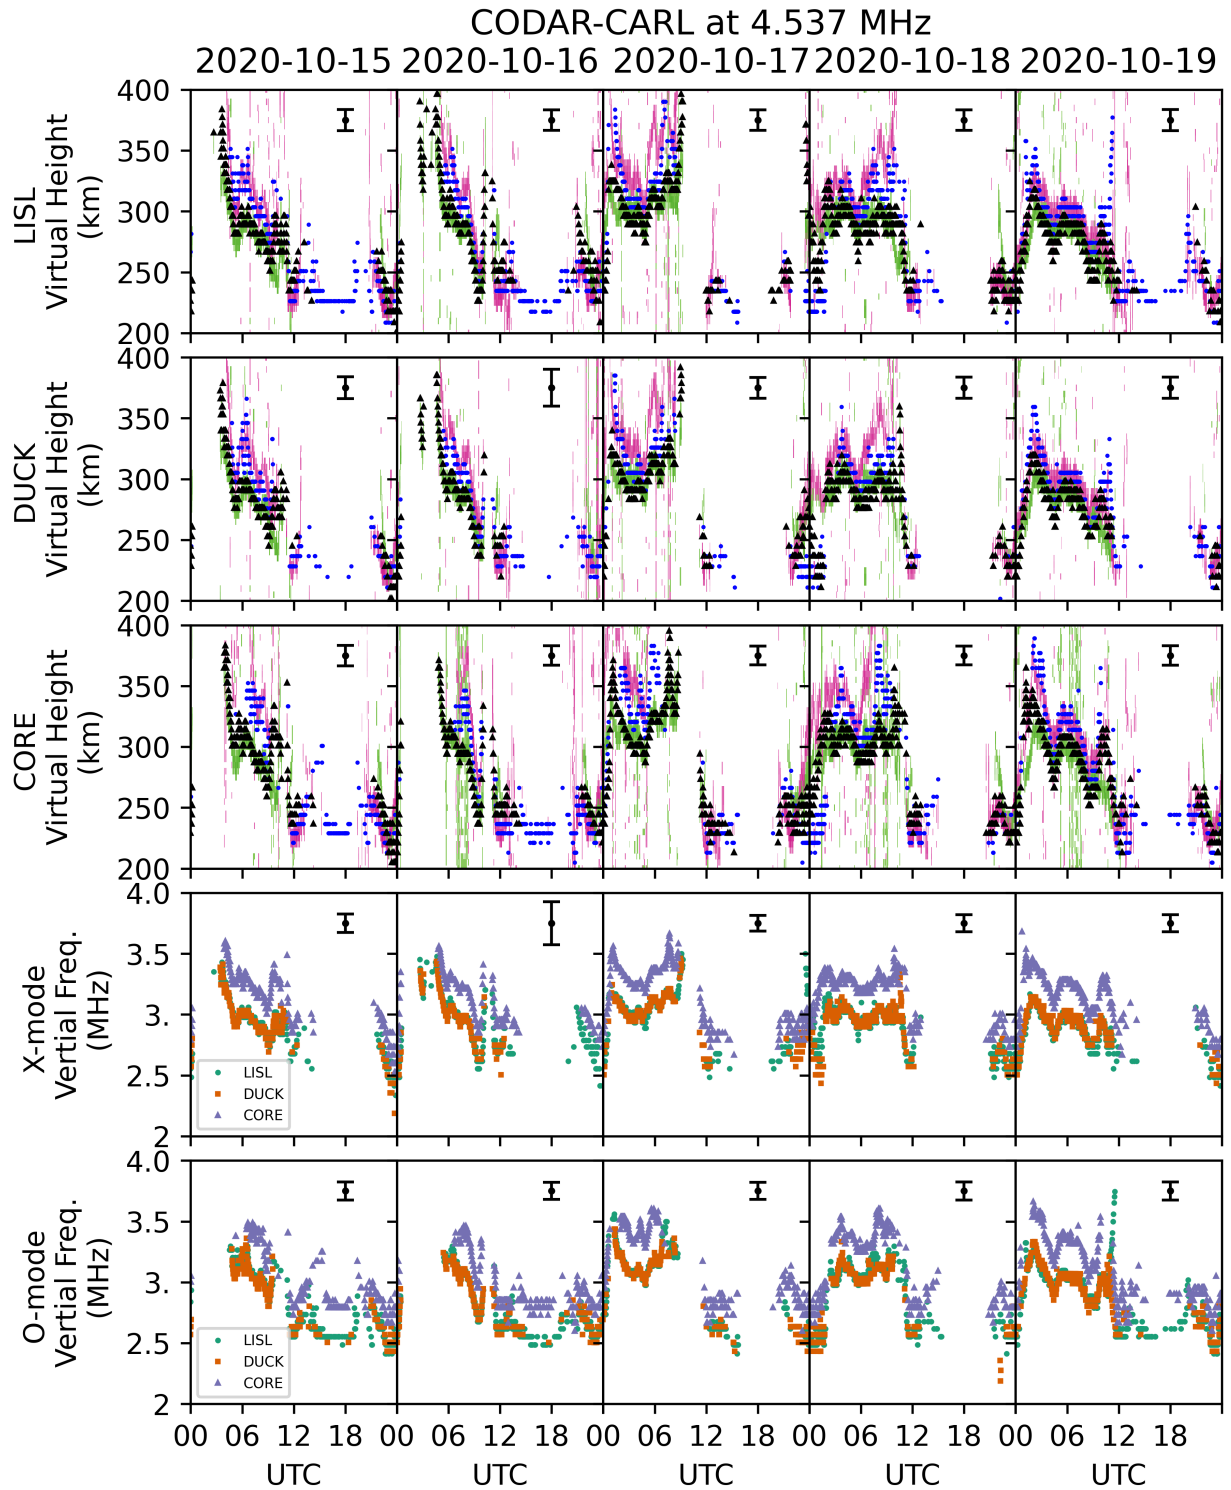 CODAR-CARL at 4.537 MHz
2020-10-15 2020-10-16 2020-10-17 2020-10-18 2020-10-19
LISL
Virtual Height
(km)
400
350
300
250
200
DUCK
Virtual Height
(km)
400
350
300
250
200
CORE
Virtual Height
(km)
400
350
300
250
200
X-mode
Vertial Freq.
(MHz)
4.0
3.5
3
2.5
2
LISL
DUCK
CORE
O-mode
Vertial Freq.
(MHz)
4.0
3.5
3
2.5
2
LISL
DUCK
CORE
00 06 12 18 00 06 12 18 00 06 12 18 00 06 12 18 00 06 12 18
UTC UTC UTC UTC UTC